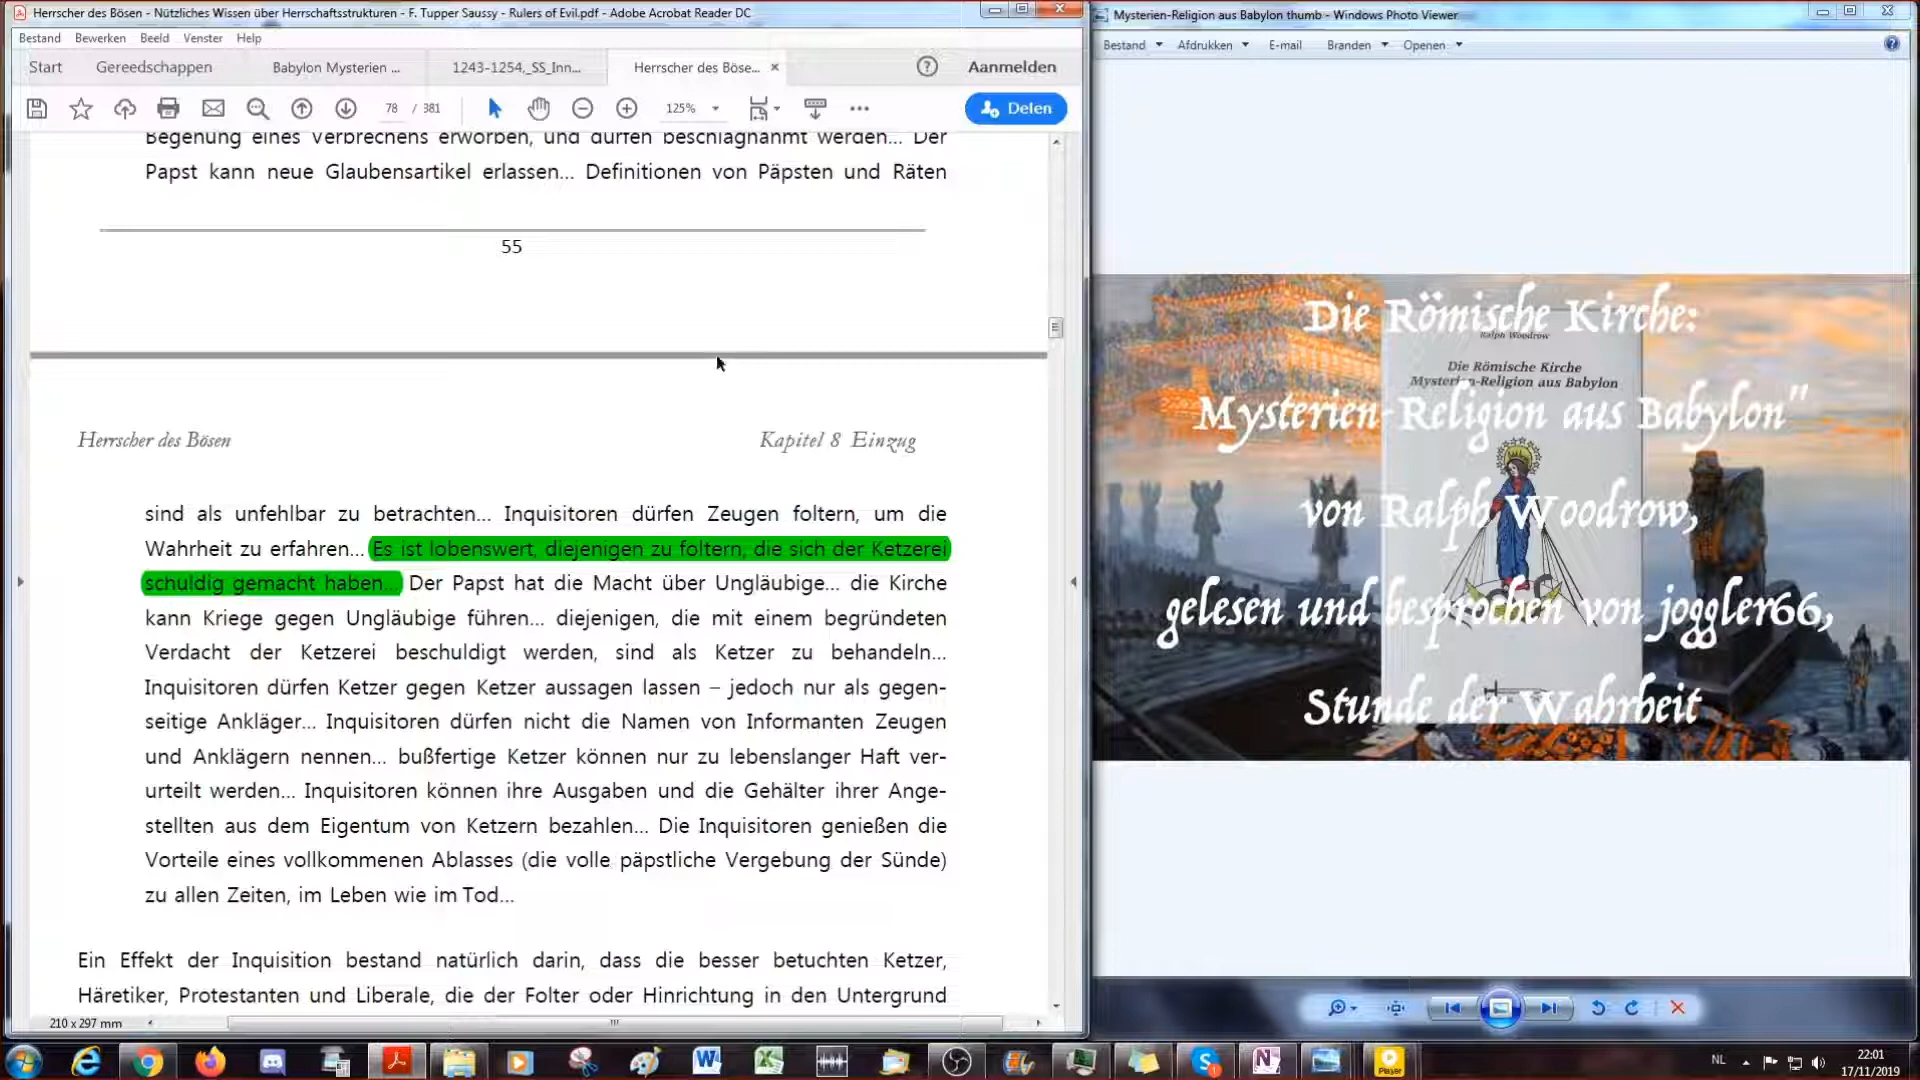 Herrscher des Bösen - Nützliches Wissen über Herrschaftsstrukturen - F. Tupper Saussy - Rulers of Evil.pdf - Adobe Acrobat Reader DC
Bestand Bewerken Beeld Venster Help
Start Gereedschappen Babylon Mysterien ... 1243-1254,_SS_Inn... Herrscher des Böse... × ? Aanmelden
78 / 381 125% Delen
Begehung eines Verbrechens erworben, und dürfen beschlagnahmt werden... Der
Papst kann neue Glaubensartikel erlassen... Definitionen von Päpsten und Räten
55
Herrscher des Bösen Kapitel 8 Einzug
sind als unfehlbar zu betrachten... Inquisitoren dürfen Zeugen foltern, um die
Wahrheit zu erfahren... Es ist lobenswert, diejenigen zu foltern, die sich der Ketzerei
schuldig gemacht haben... Der Papst hat die Macht über Ungläubige... die Kirche
kann Kriege gegen Ungläubige führen... diejenigen, die mit einem begründeten
Verdacht der Ketzerei beschuldigt werden, sind als Ketzer zu behandeln...
Inquisitoren dürfen Ketzer gegen Ketzer aussagen lassen – jedoch nur als gegen-
seitige Ankläger... Inquisitoren dürfen nicht die Namen von Informanten Zeugen
und Anklägern nennen... bußfertige Ketzer können nur zu lebenslanger Haft ver-
urteilt werden... Inquisitoren können ihre Ausgaben und die Gehälter ihrer Ange-
stellten aus dem Eigentum von Ketzern bezahlen... Die Inquisitoren genießen die
Vorteile eines vollkommenen Ablasses (die volle päpstliche Vergebung der Sünde)
zu allen Zeiten, im Leben wie im Tod...
Ein Effekt der Inquisition bestand natürlich darin, dass die besser betuchten Ketzer,
Häretiker, Protestanten und Liberale, die der Folter oder Hinrichtung in den Untergrund
210 x 297 mm
Mysterien-Religion aus Babylon thumb - Windows Photo Viewer
Bestand Afdrukken E-mail Branden Openen
Die Römische Kirche:
Ralph Woodrow
Die Römische Kirche
Mysterien-Religion aus Babylon
Mysterien-Religion aus Babylon"
von Ralph Woodrow,
gelesen und besprochen von joggler66,
Stunde der Wahrheit
Player
NL
22:01
17/11/2019